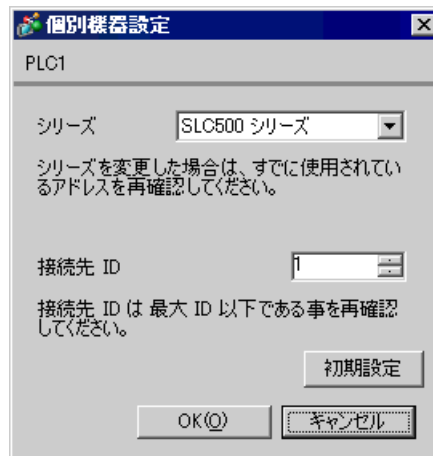 個別機器設定
PLC1
シリーズ
SLC500 シリーズ
シリーズを変更した場合は、すでに使用されてい
るアドレスを再確認してください。
接続先 ID
1
接続先 ID は 最大 ID 以下である事を再確認
してください。
初期設定
OK(O)
キャンセル